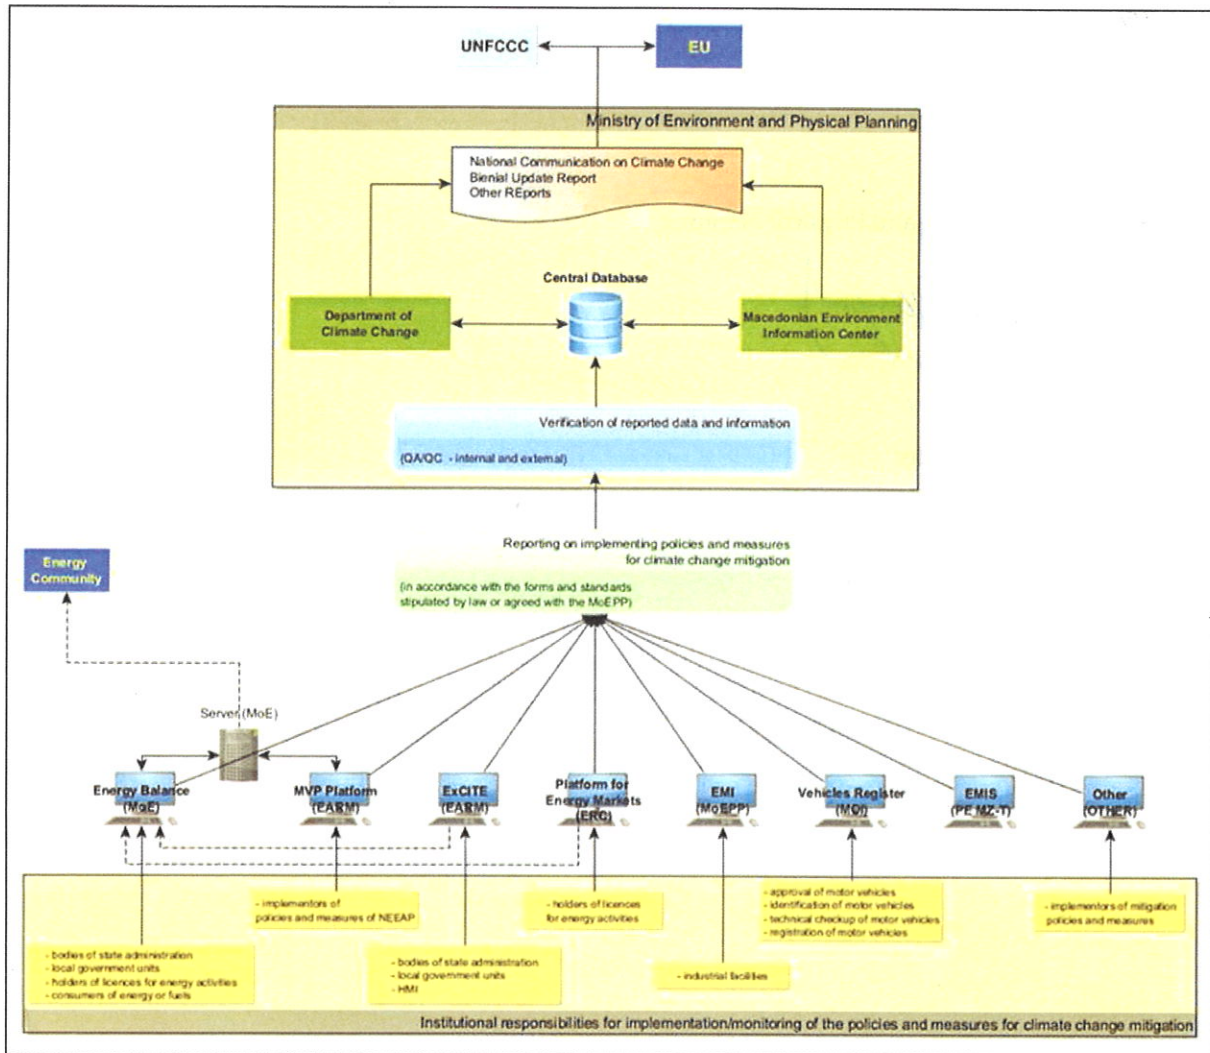 UNFCCC
EU
Ministry of Environment and Physical Planning
National Communication on Climate Change
Bienial Update Report
Other REports
Central Database
Department of
Climate Change
Macedonian Environment
Information Center
Verification of reported data and information
(QA/QC - internal and external)
Reporting on implementing policies and measures
for climate change mitigation
(in accordance with the forms and standards
stipulated by law or agreed with the MoEPP)
Energy
Community
Server (MoE)
Energy Balance
(MoE)
MVP Platform
(EARM)
ExCITE
(EARM)
Platform for
Energy Markets
(ERC)
EMI
(MoEPP)
Vehicles Register
(MOI)
EMIS
(PE MZ-T)
Other
(OTHER)
- implementors of
policies and measures of NEEAP
- holders of licences
for energy activities
- approval of motor vehicles
- identification of motor vehicles
- technical checkup of motor vehicles
- registration of motor vehicles
- implementors of mitigation
policies and measures
- bodies of state administration
- local government units
- holders of licences for energy activities
- consumers of energy or fuels
- bodies of state administration
- local government units
- HMI
- industrial facilities
Institutional responsibilities for implementation/monitoring of the policies and measures for climate change mitigation